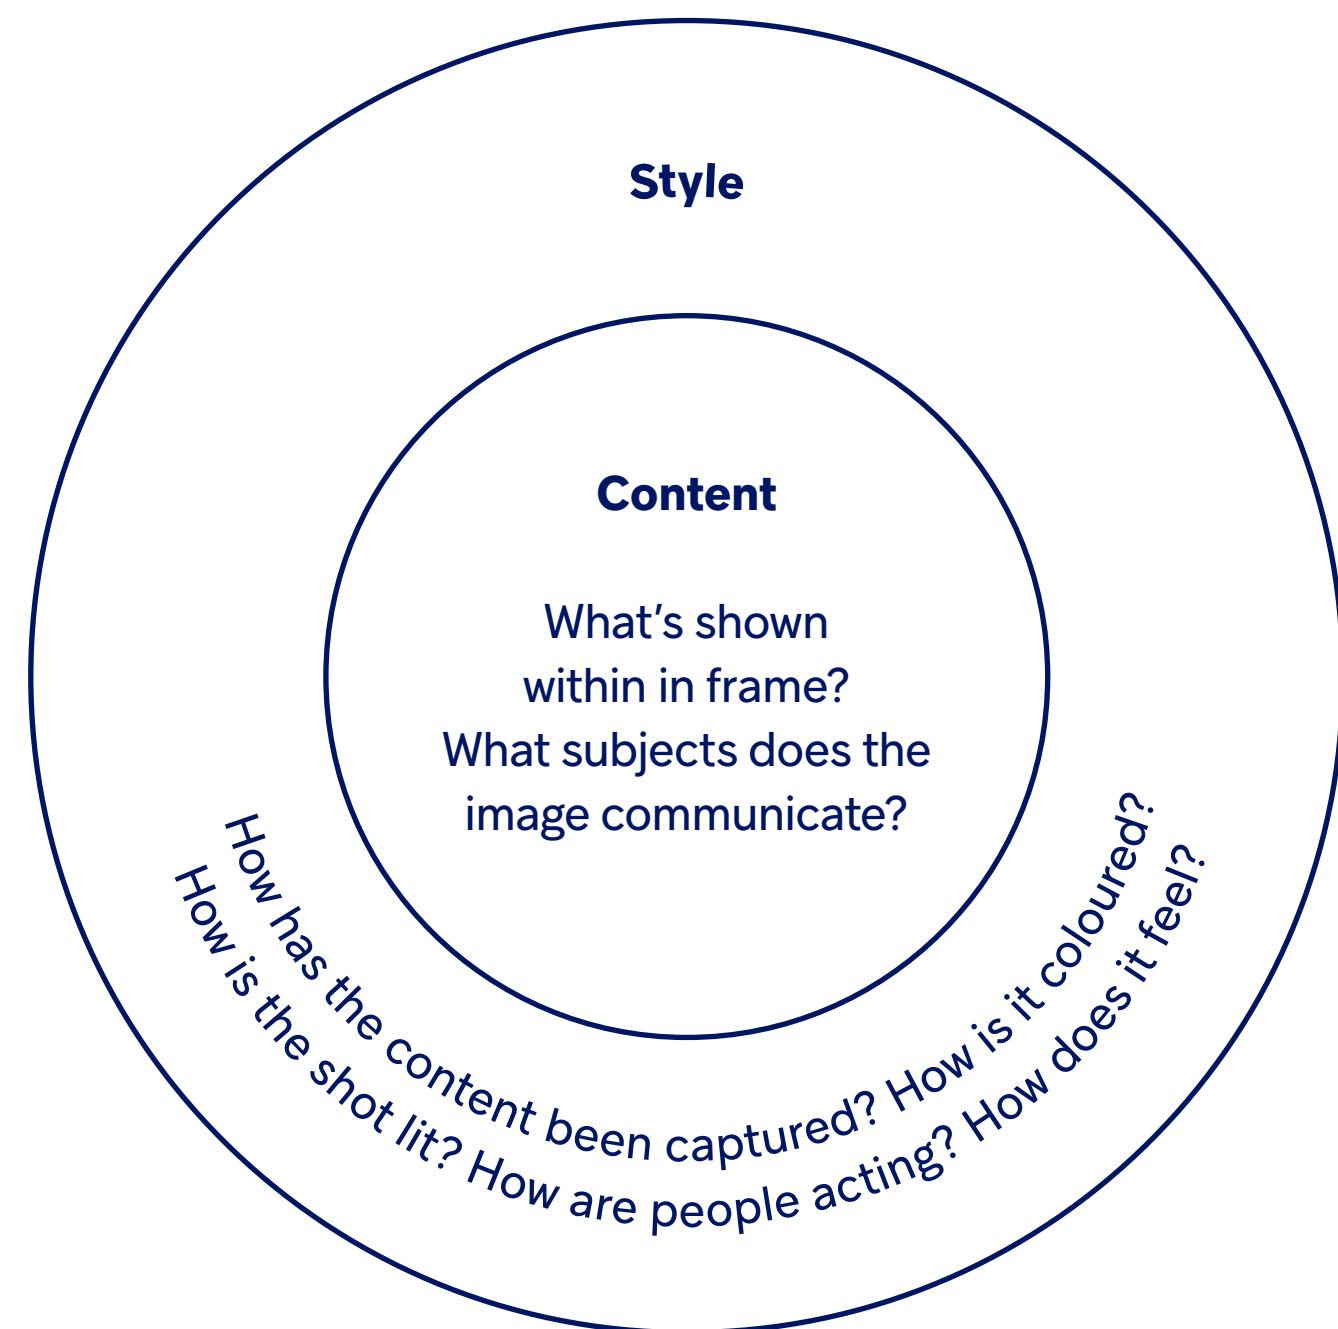 Style
Content
What’s shown
within in frame?
What subjects does the
image communicate?
How has the content been captured? How is it coloured?
How is the shot lit? How are people acting? How does it feel?